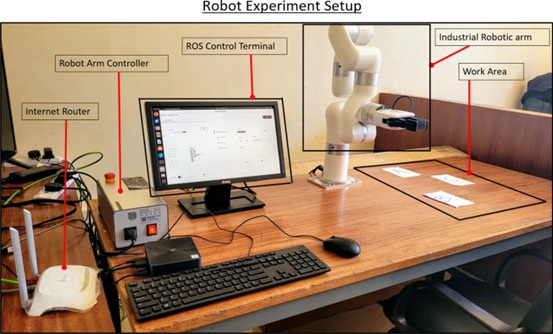 Robot Experiment Setup
Industrial Robotic arm
ROS Control Terminal
Robot Arm Controller
Work Area
Internet Router